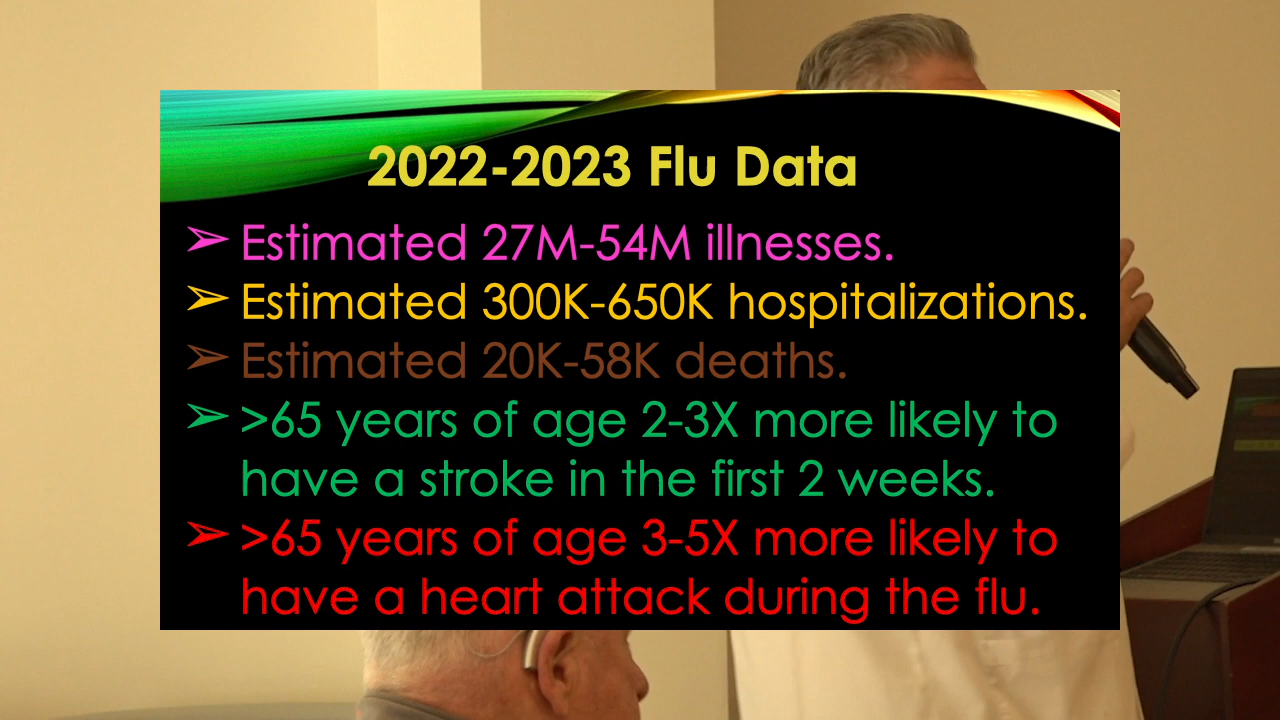 2022-2023 Flu Data
➢ Estimated 27M-54M illnesses.
➢ Estimated 300K-650K hospitalizations.
➢ Estimated 20K-58K deaths.
➢ >65 years of age 2-3X more likely to
have a stroke in the first 2 weeks.
➢ >65 years of age 3-5X more likely to
have a heart attack during the flu.